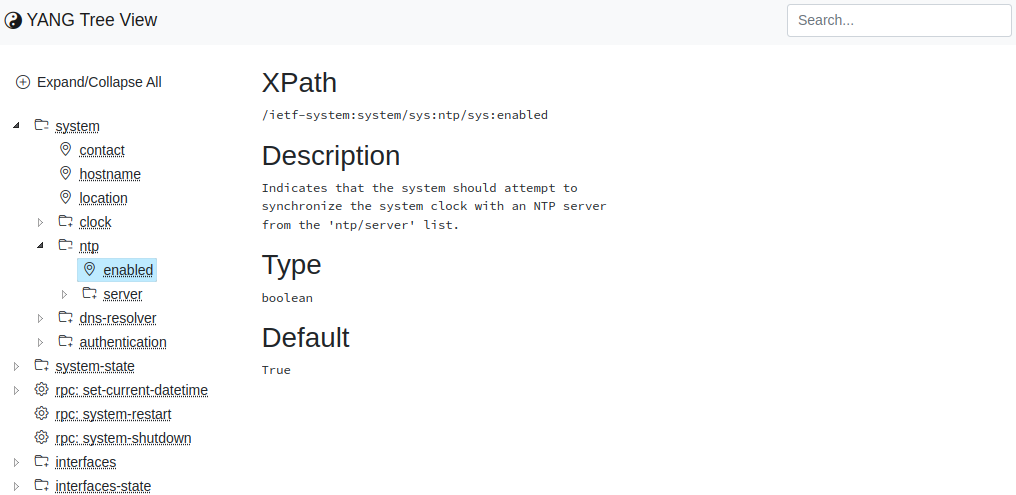 YANG Tree View
Search...
Expand/Collapse All
system
contact
hostname
location
clock
ntp
enabled
server
dns-resolver
authentication
system-state
rpc: set-current-datetime
rpc: system-restart
rpc: system-shutdown
interfaces
interfaces-state
XPath
/ietf-system:system/sys:ntp/sys:enabled
Description
Indicates that the system should attempt to
synchronize the system clock with an NTP server
from the 'ntp/server' list.
Type
boolean
Default
True